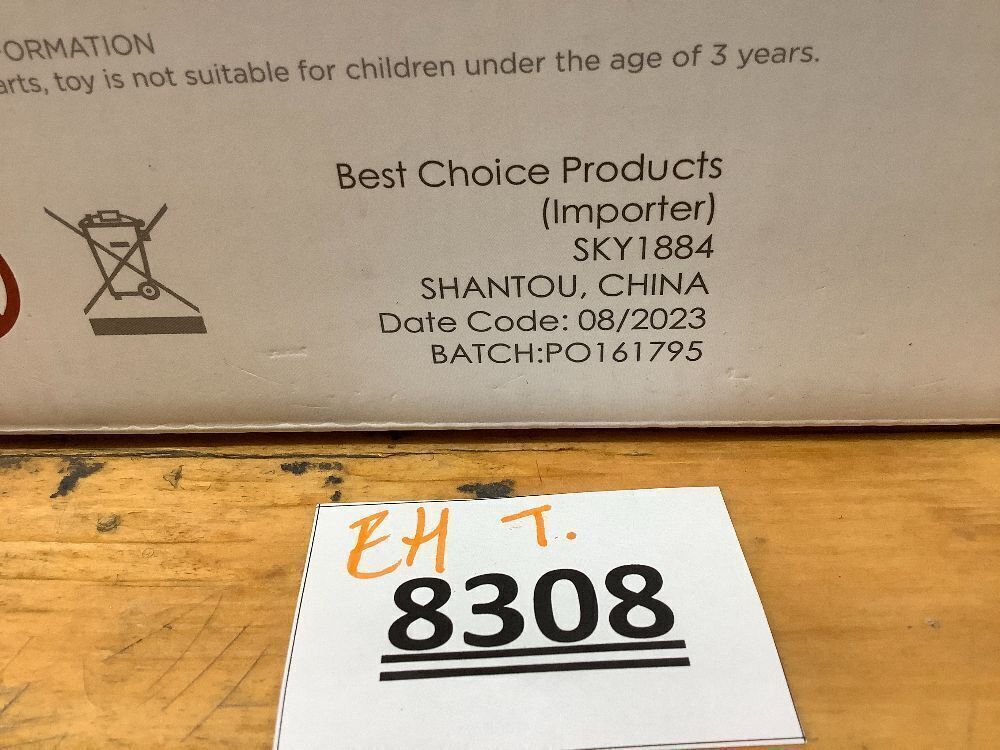 ORMATION
arts, toy is not suitable for children under the age of 3 years.
Best Choice Products
(Importer)
SKY1884
SHANTOU, CHINA
Date Code: 08/2023
BATCH:PO161795
EH T.
8308